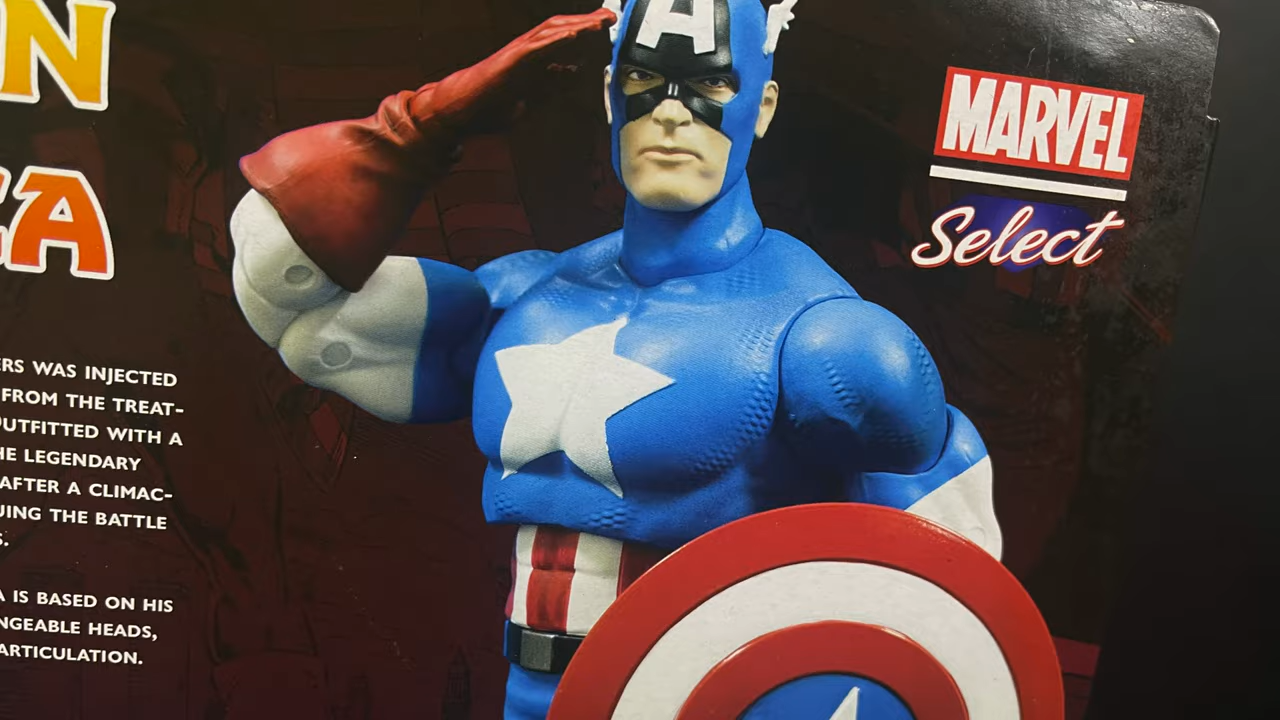 N
CA
A
MARVEL
Select
ERS WAS INJECTED
FROM THE TREAT-
OUTFITTED WITH A
HE LEGENDARY
AFTER A CLIMAC-
UING THE BATTLE
S.
A IS BASED ON HIS
NGEABLE HEADS,
ARTICULATION.